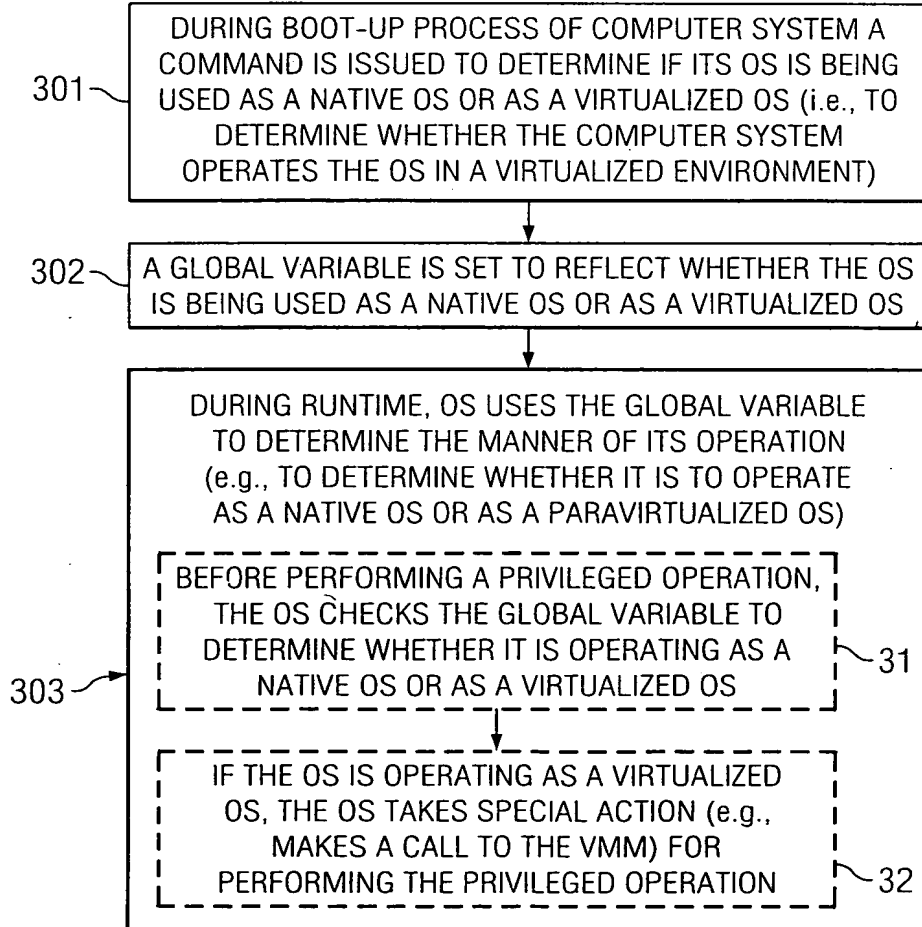 DURING BOOT-UP PROCESS OF COMPUTER SYSTEM A
COMMAND IS ISSUED TO DETERMINE IF ITS OS IS BEING
301
USED AS A NATIVE OS OR AS A VIRTUALIZED OS (i.e., TO
DETERMINE WHETHER THE COMPUTER SYSTEM
OPERATES THE OS IN A VIRTUALIZED ENVIRONMENT)
302
A GLOBAL VARIABLE IS SET TO REFLECT WHETHER THE OS
IS BEING USED AS A NATIVE OS OR AS A VIRTUALIZED OS
DURING RUNTIME, OS USES THE GLOBAL VARIABLE
TO DETERMINE THE MANNER OF ITS OPERATION
(e.g., TO DETERMINE WHETHER IT IS TO OPERATE
AS A NATIVE OS OR AS A PARAVIRTUALIZED OS)
BEFORE PERFORMING A PRIVILEGED OPERATION,
THE OS CHECKS THE GLOBAL VARIABLE TO
DETERMINE WHETHER IT IS OPERATING AS A
31
NATIVE OS OR AS A VIRTUALIZED OS
303
IF THE OS IS OPERATING AS A VIRTUALIZED
OS, THE OS TAKES SPECIAL ACTION (e.g.,
MAKES A CALL TO THE VMM) FOR
PERFORMING THE PRIVILEGED OPERATION
32